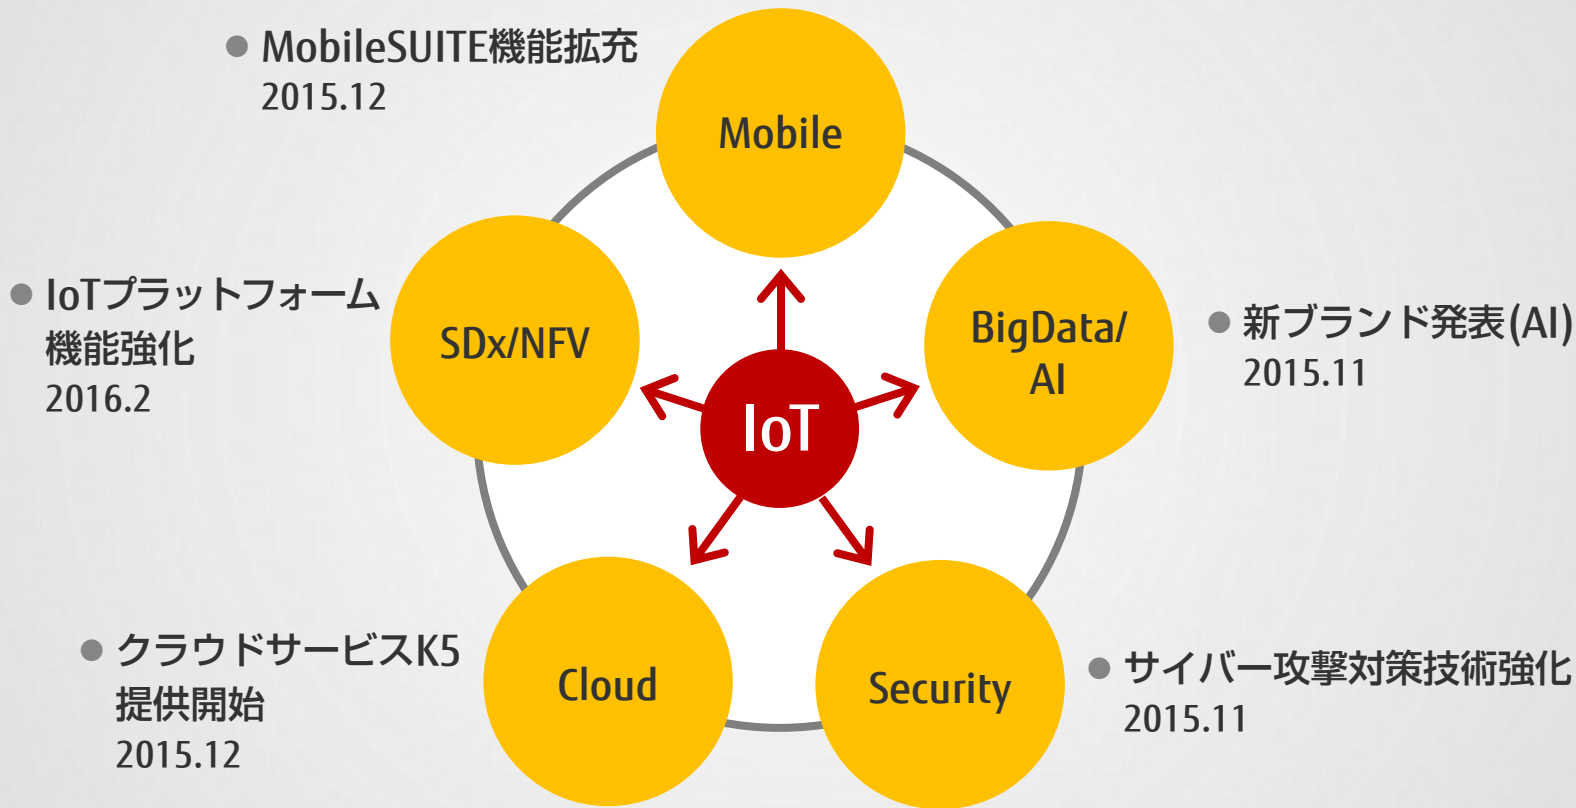 ● MobileSUITE機能拡充
2015.12
Mobile
● IoTプラットフォーム
機能強化
2016.2
SDx/NFV
BigData/
AI
● 新ブランド発表(AI)
2015.11
IoT
● クラウドサービスK5
提供開始
2015.12
Cloud
Security
● サイバー攻撃対策技術強化
2015.11